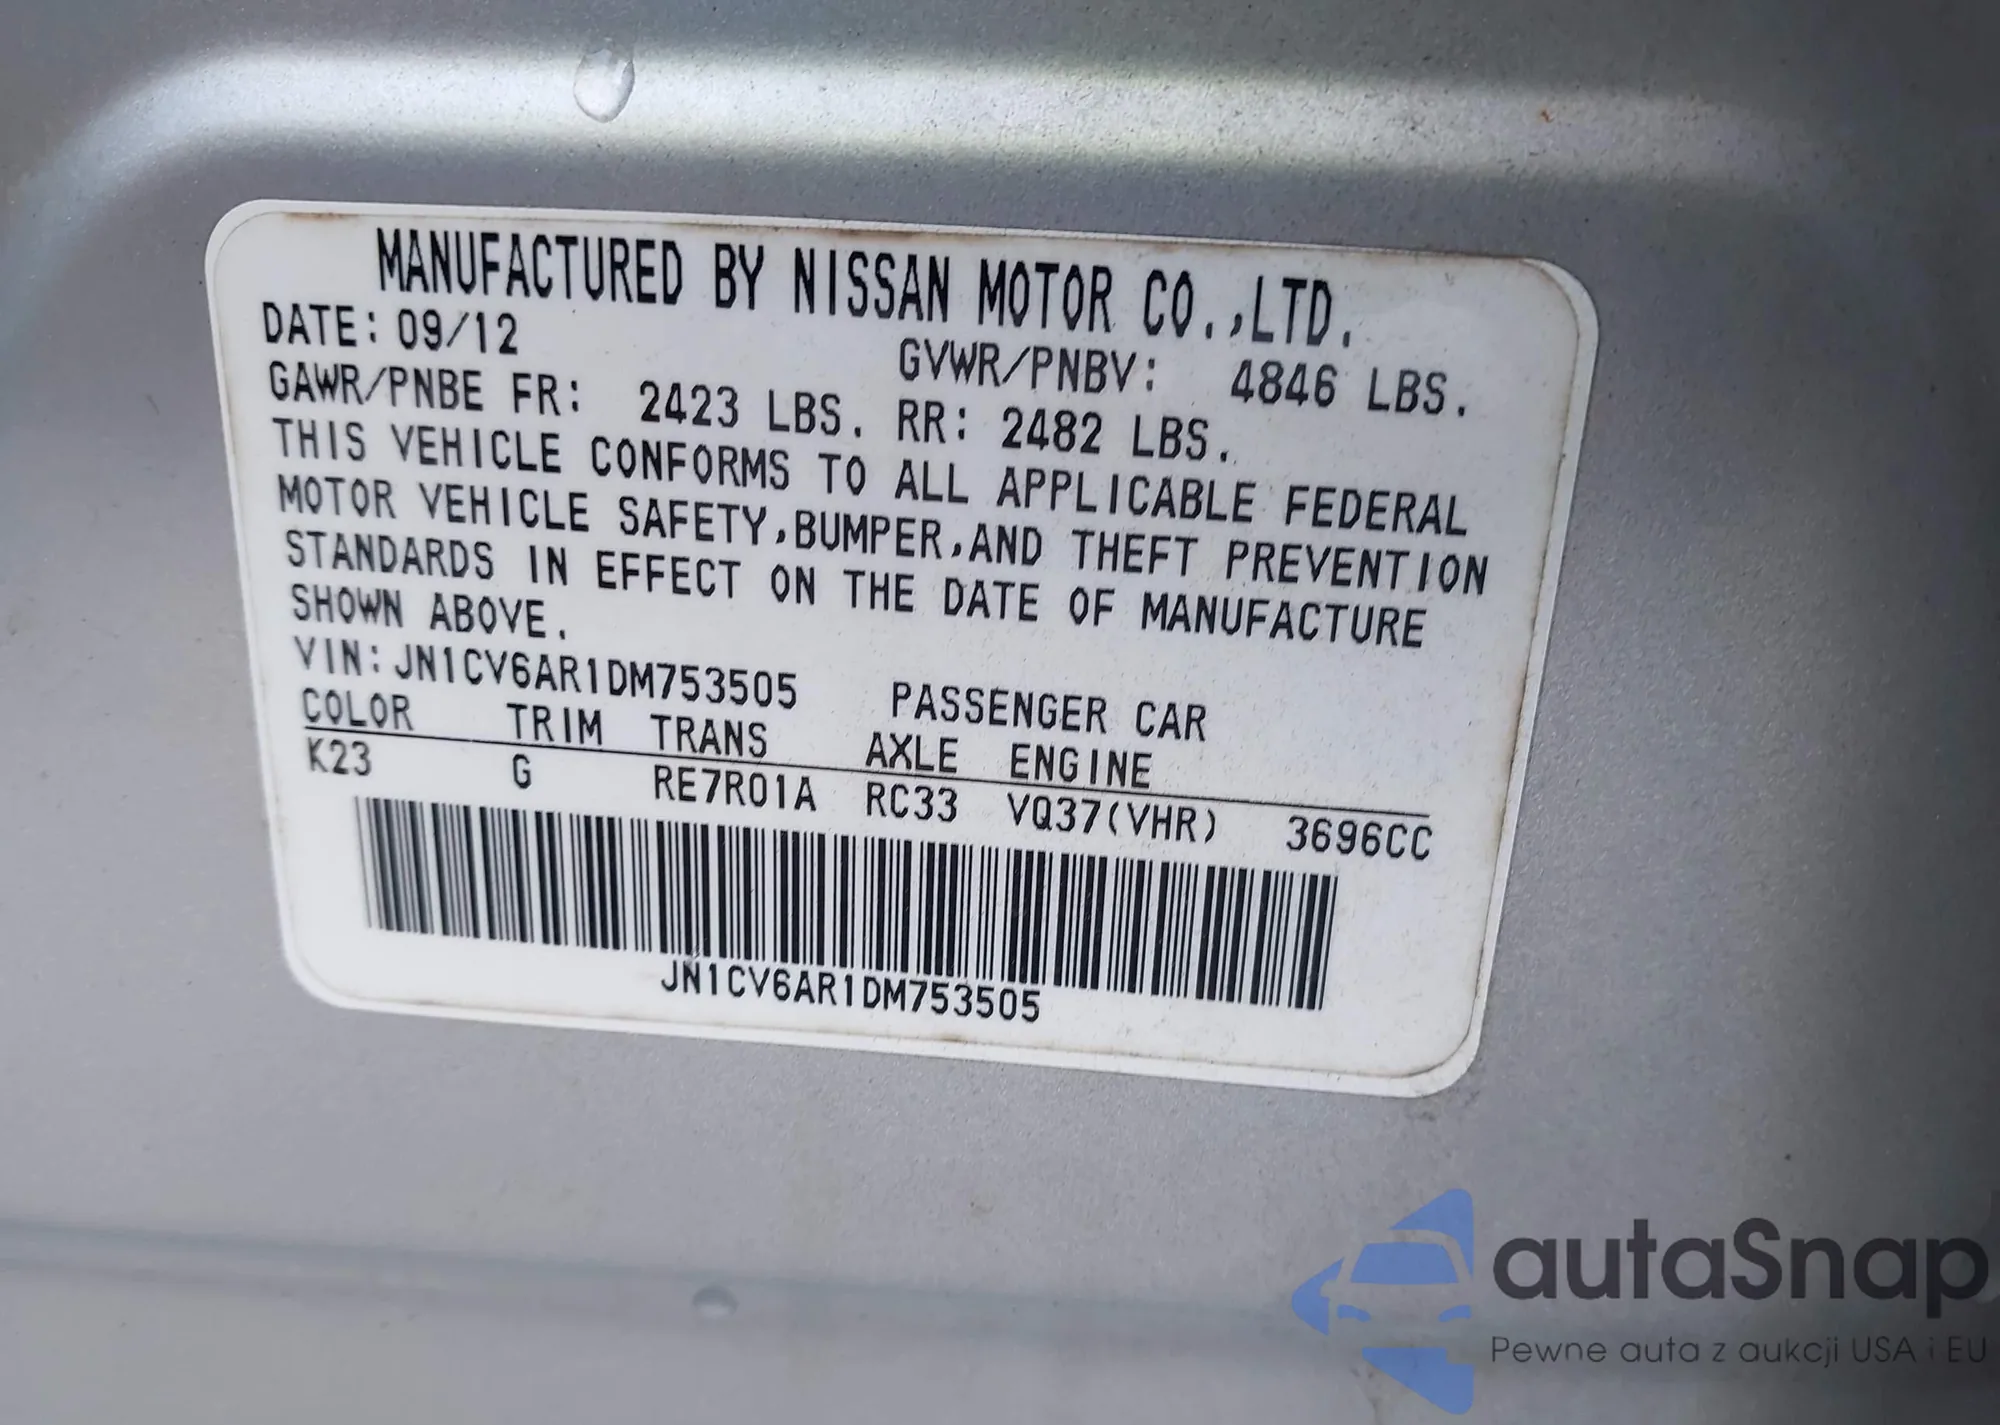 MANUFACTURED BY NISSAN MOTOR CO.,LTD.
DATE: 09/12 GVWR/PNBV: 4846 LBS.
GAWR/PNBE FR: 2423 LBS. RR: 2482 LBS.
THIS VEHICLE CONFORMS TO ALL APPLICABLE FEDERAL
MOTOR VEHICLE SAFETY,BUMPER,AND THEFT PREVENTION
STANDARDS IN EFFECT ON THE DATE OF MANUFACTURE
SHOWN ABOVE.
VIN: JN1CV6AR1DM753505 PASSENGER CAR
COLOR TRIM TRANS AXLE ENGINE
K23 G RE7R01A RC33 VQ37(VHR) 3696CC
JN1CV6AR1DM753505
autaSnap
Pewne auta z aukcji USA i EU